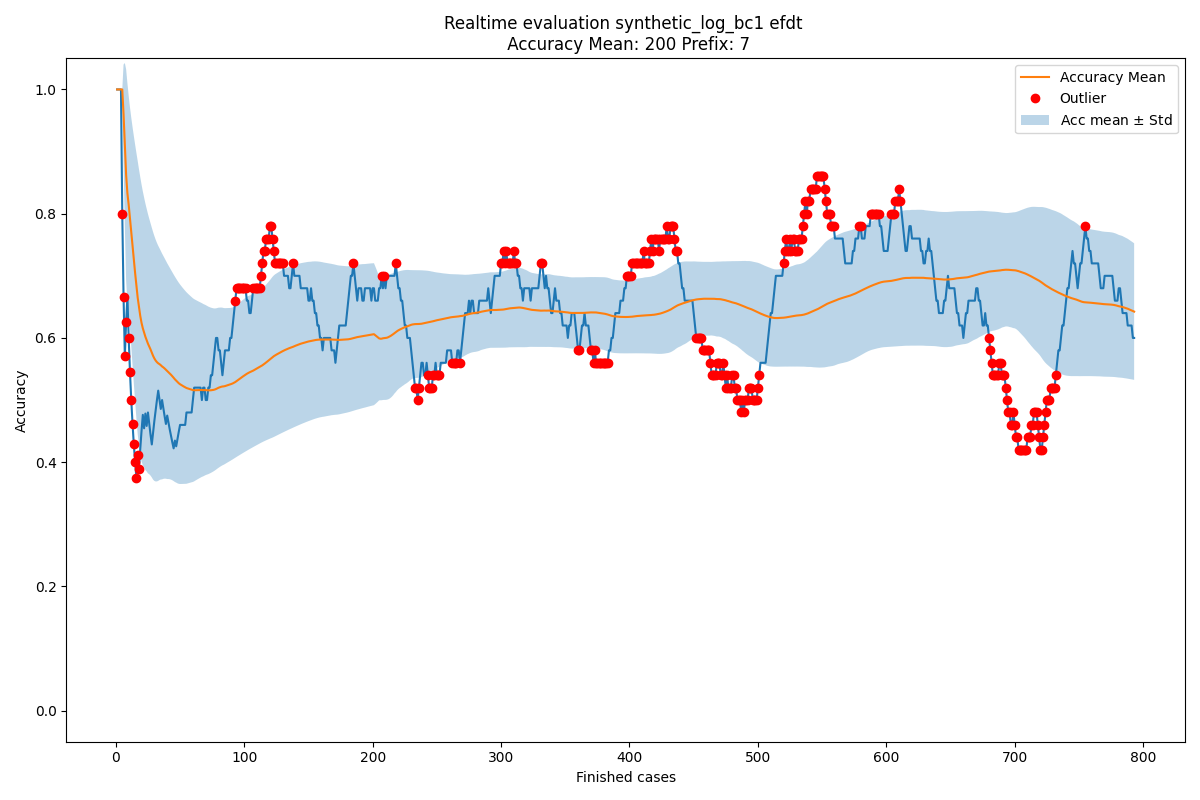 Realtime evaluation synthetic_log_bc1 efdt
Accuracy Mean: 200 Prefix: 7
Accuracy Mean
Outlier
Acc mean ± Std
Accuracy
1.0
0.8
0.6
0.4
0.2
0.0
0 100 200 300 400 500 600 700 800
Finished cases